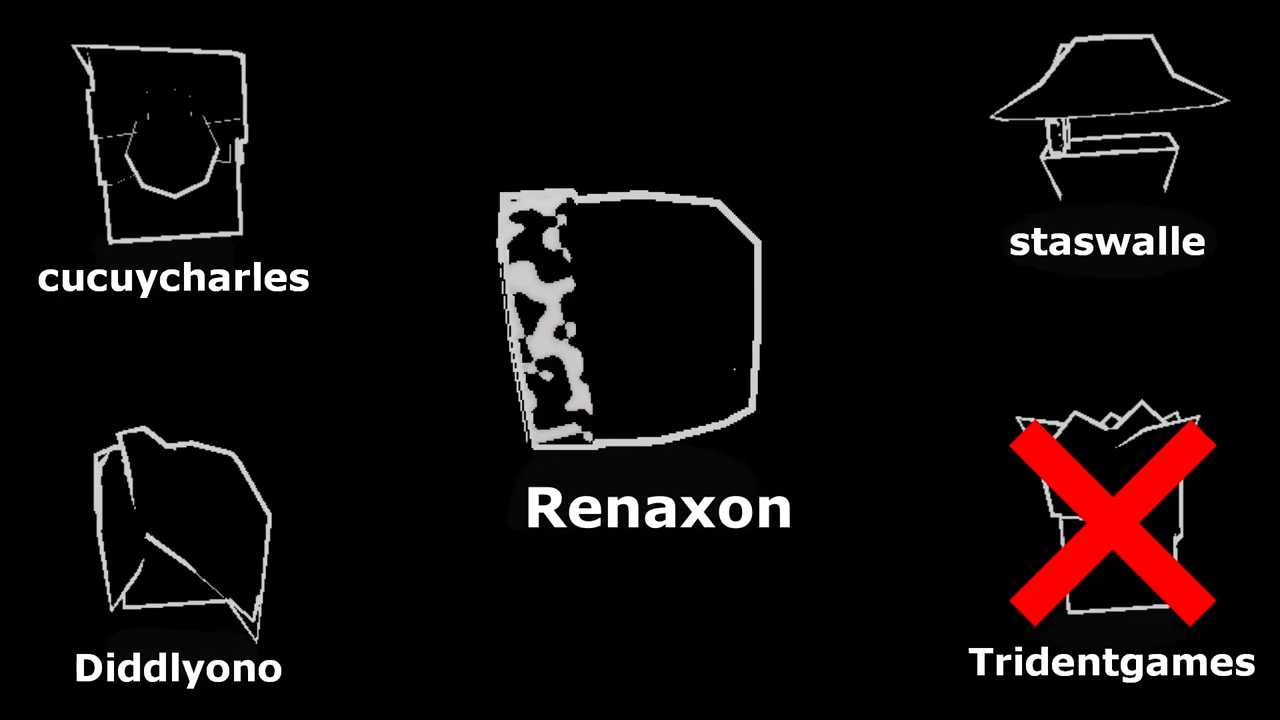 cucuycharles
staswalle
Renaxon
Diddlyono
Tridentgames